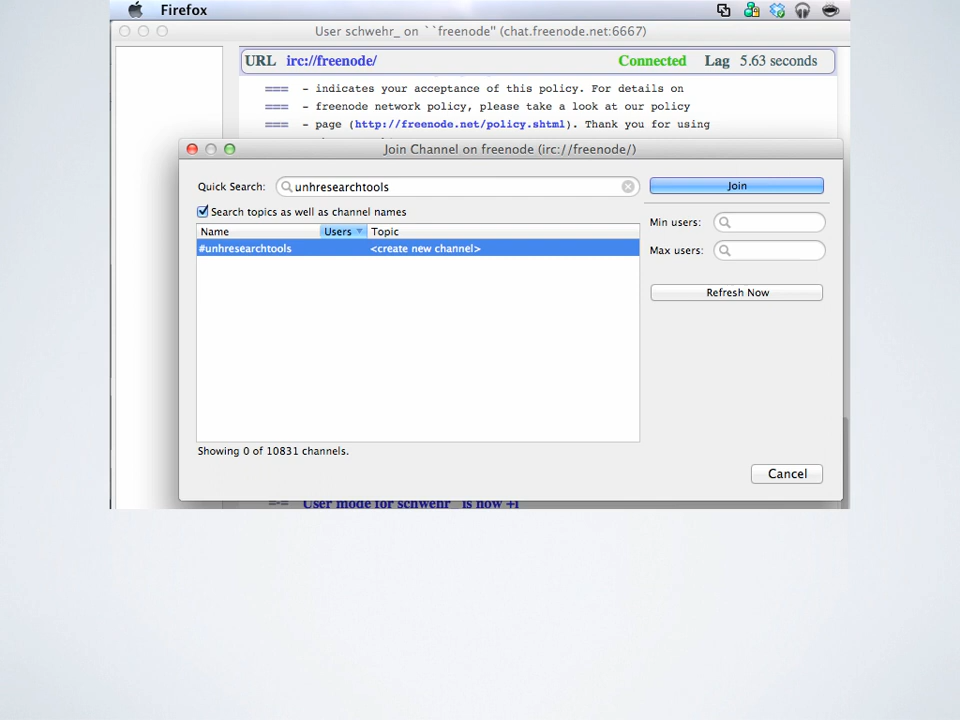 Firefox
User schwehr_ on ``freenode" (chat.freenode.net:6667)
URL irc://freenode/ Connected Lag 5.63 seconds
=== - indicates your acceptance of this policy. For details on
=== - freenode network policy, please take a look at our policy
=== - page (http://freenode.net/policy.shtml). Thank you for using
Join Channel on freenode (irc://freenode/)
Quick Search: unhresearchtools Join
Search topics as well as channel names
Min users:
Name Users Topic
#unhresearchtools <create new channel>
Max users:
Refresh Now
Showing 0 of 10831 channels.
Cancel
=-= User mode for schwehr_ is now +i